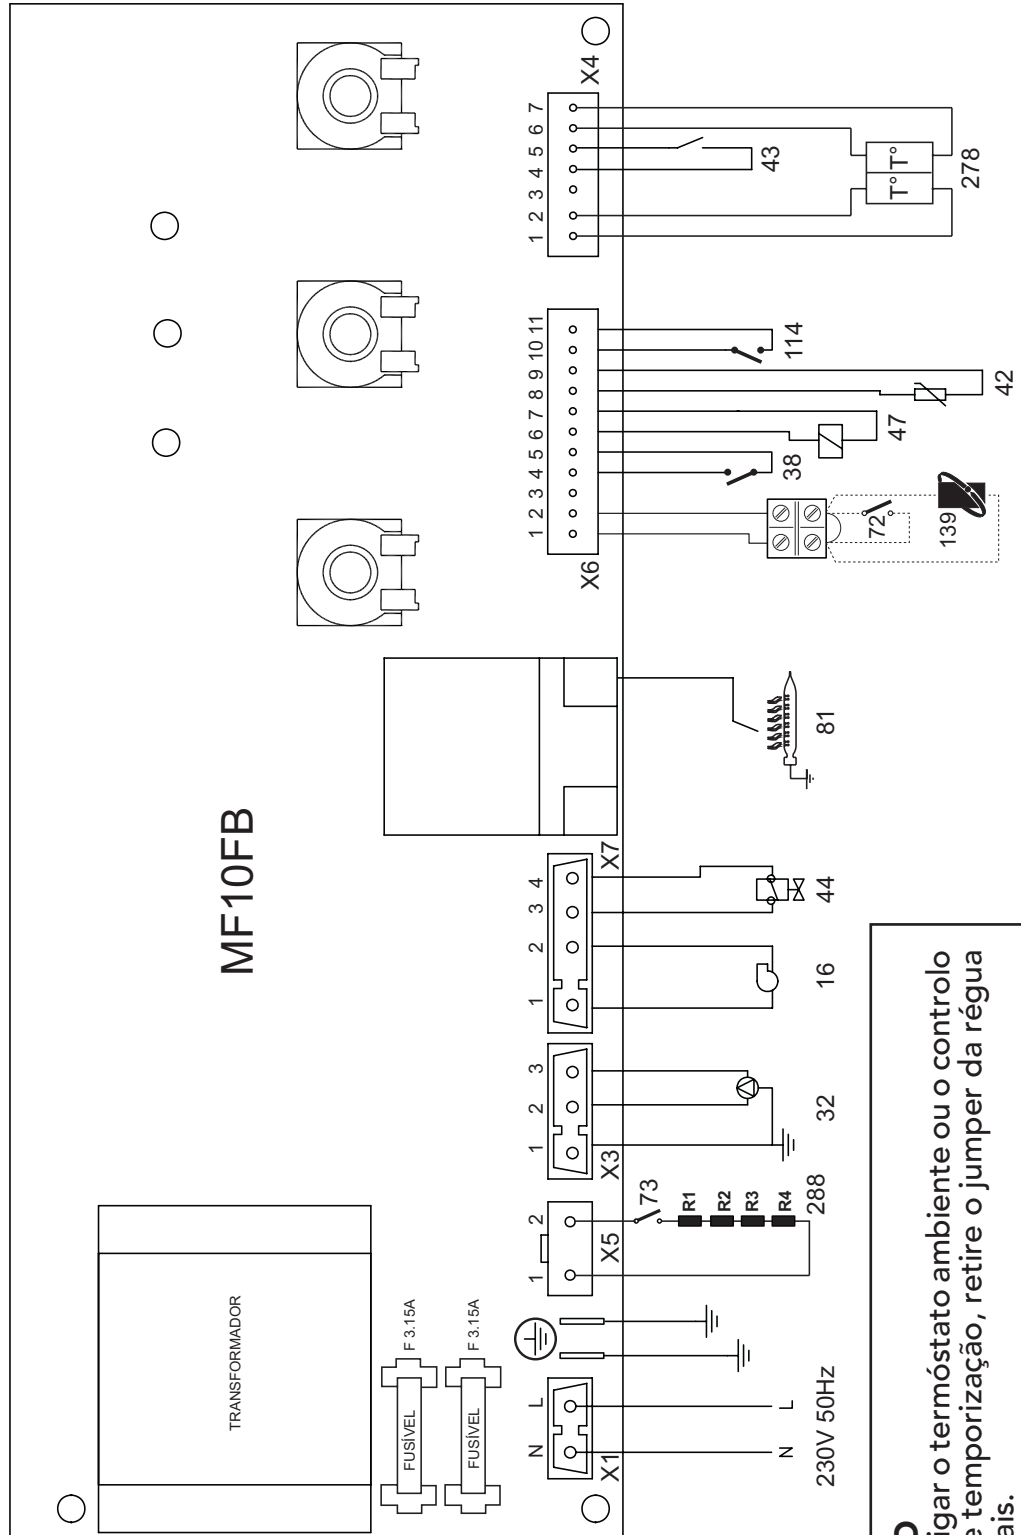 MF10FB
TRANSFORMADOR
FUSÍVEL
F 3.15A
FUSÍVEL
F 3.15A
N L
X1
N L
230V 50Hz
1 2
X5
73
R1
R2
R3
R4
288
1 2 3
X3
32
1 2 3 4
X7
16
44
81
1 2 3 4 5 6 7 8 9 10 11
X6
72
139
38
47
42
114
1 2 3 4 5 6 7
X4
43
T° T°
278
igar o termóstato ambiente ou o controlo
e temporização, retire o jumper da régua
ais.